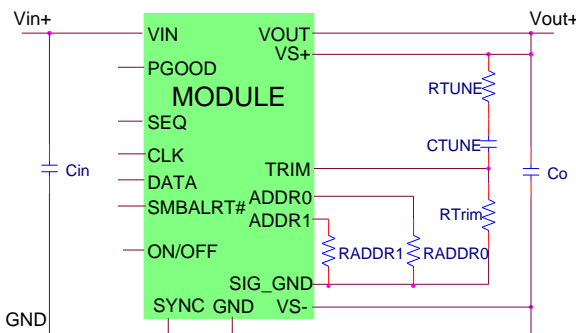 Vin+
Vout+
VIN
VOUT
VS+
PGOOD
RTUNE
MODULE
SEQ
CTUNE
CLK
TRIM
Cin
Co
DATA
ADDR0
SMBALRT#
ADDR1
RTrim
ON/OFF
RADDR1
RADDR0
SIG_GND
SYNC
GND
VS-
GND